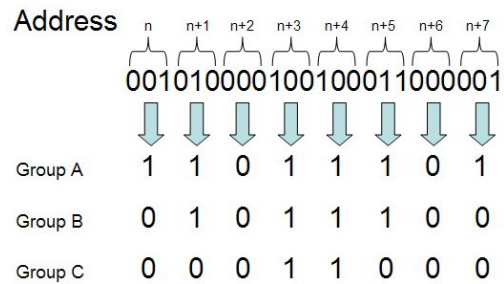 Address n n+1 n+2 n+3 n+4 n+5 n+6 n+7
001010000100100011000001
Group A 1 1 0 1 1 1 0 1
Group B 0 1 0 1 1 1 0 0
Group C 0 0 0 1 1 0 0 0